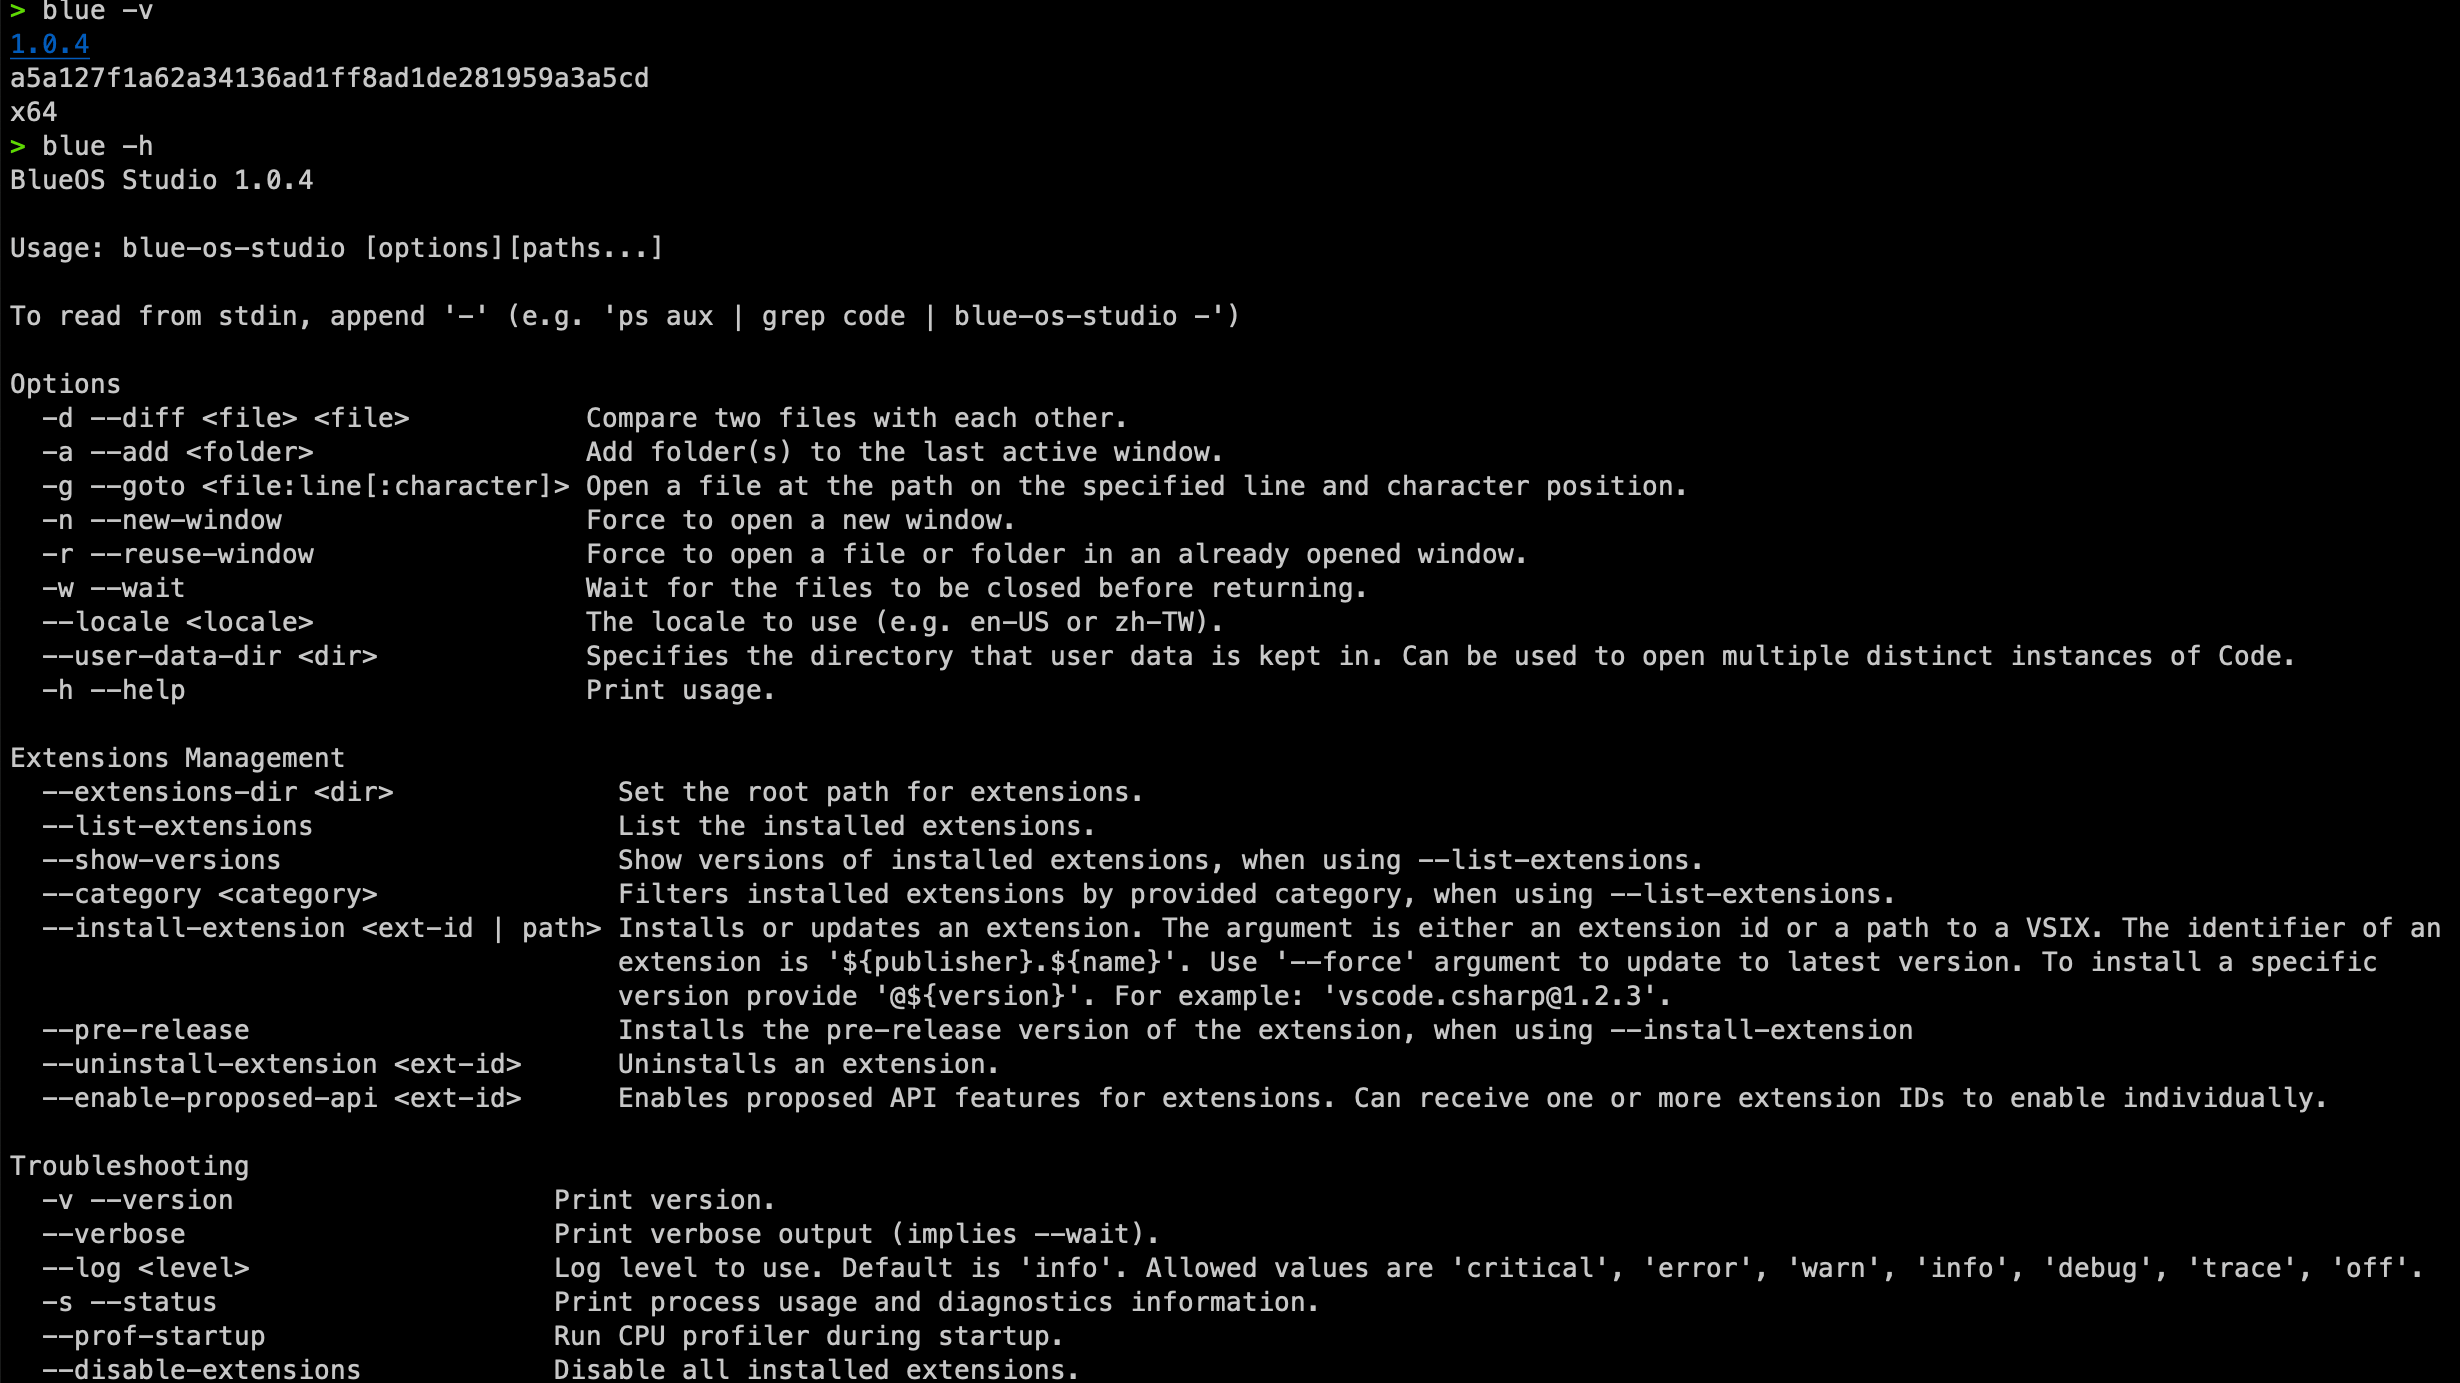 > blue -v
1.0.4
a5a127f1a62a34136ad1ff8ad1de281959a3a5cd
x64
> blue -h
BlueOS Studio 1.0.4
Usage: blue-os-studio [options][paths...]
To read from stdin, append '-' (e.g. 'ps aux | grep code | blue-os-studio -')
Options
-d --diff <file> <file> Compare two files with each other.
-a --add <folder> Add folder(s) to the last active window.
-g --goto <file:line[:character]> Open a file at the path on the specified line and character position.
-n --new-window Force to open a new window.
-r --reuse-window Force to open a file or folder in an already opened window.
-w --wait Wait for the files to be closed before returning.
--locale <locale> The locale to use (e.g. en-US or zh-TW).
--user-data-dir <dir> Specifies the directory that user data is kept in. Can be used to open multiple distinct instances of Code.
-h --help Print usage.
Extensions Management
--extensions-dir <dir> Set the root path for extensions.
--list-extensions List the installed extensions.
--show-versions Show versions of installed extensions, when using --list-extensions.
--category <category> Filters installed extensions by provided category, when using --list-extensions.
--install-extension <ext-id | path> Installs or updates an extension. The argument is either an extension id or a path to a VSIX. The identifier of an
extension is '${publisher}.${name}'. Use '--force' argument to update to latest version. To install a specific
version provide '@${version}'. For example: 'vscode.csharp@1.2.3'.
--pre-release Installs the pre-release version of the extension, when using --install-extension
--uninstall-extension <ext-id> Uninstalls an extension.
--enable-proposed-api <ext-id> Enables proposed API features for extensions. Can receive one or more extension IDs to enable individually.
Troubleshooting
-v --version Print version.
--verbose Print verbose output (implies --wait).
--log <level> Log level to use. Default is 'info'. Allowed values are 'critical', 'error', 'warn', 'info', 'debug', 'trace', 'off'.
-s --status Print process usage and diagnostics information.
--prof-startup Run CPU profiler during startup.
--disable-extensions Disable all installed extensions.